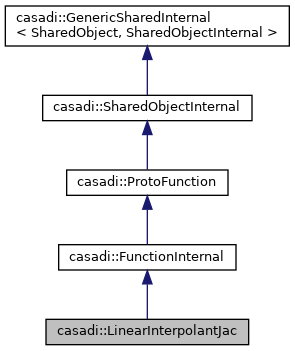 casadi::GenericSharedInternal
< SharedObject, SharedObjectInternal >
casadi::SharedObjectInternal
casadi::ProtoFunction
casadi::FunctionInternal
casadi::LinearInterpolantJac